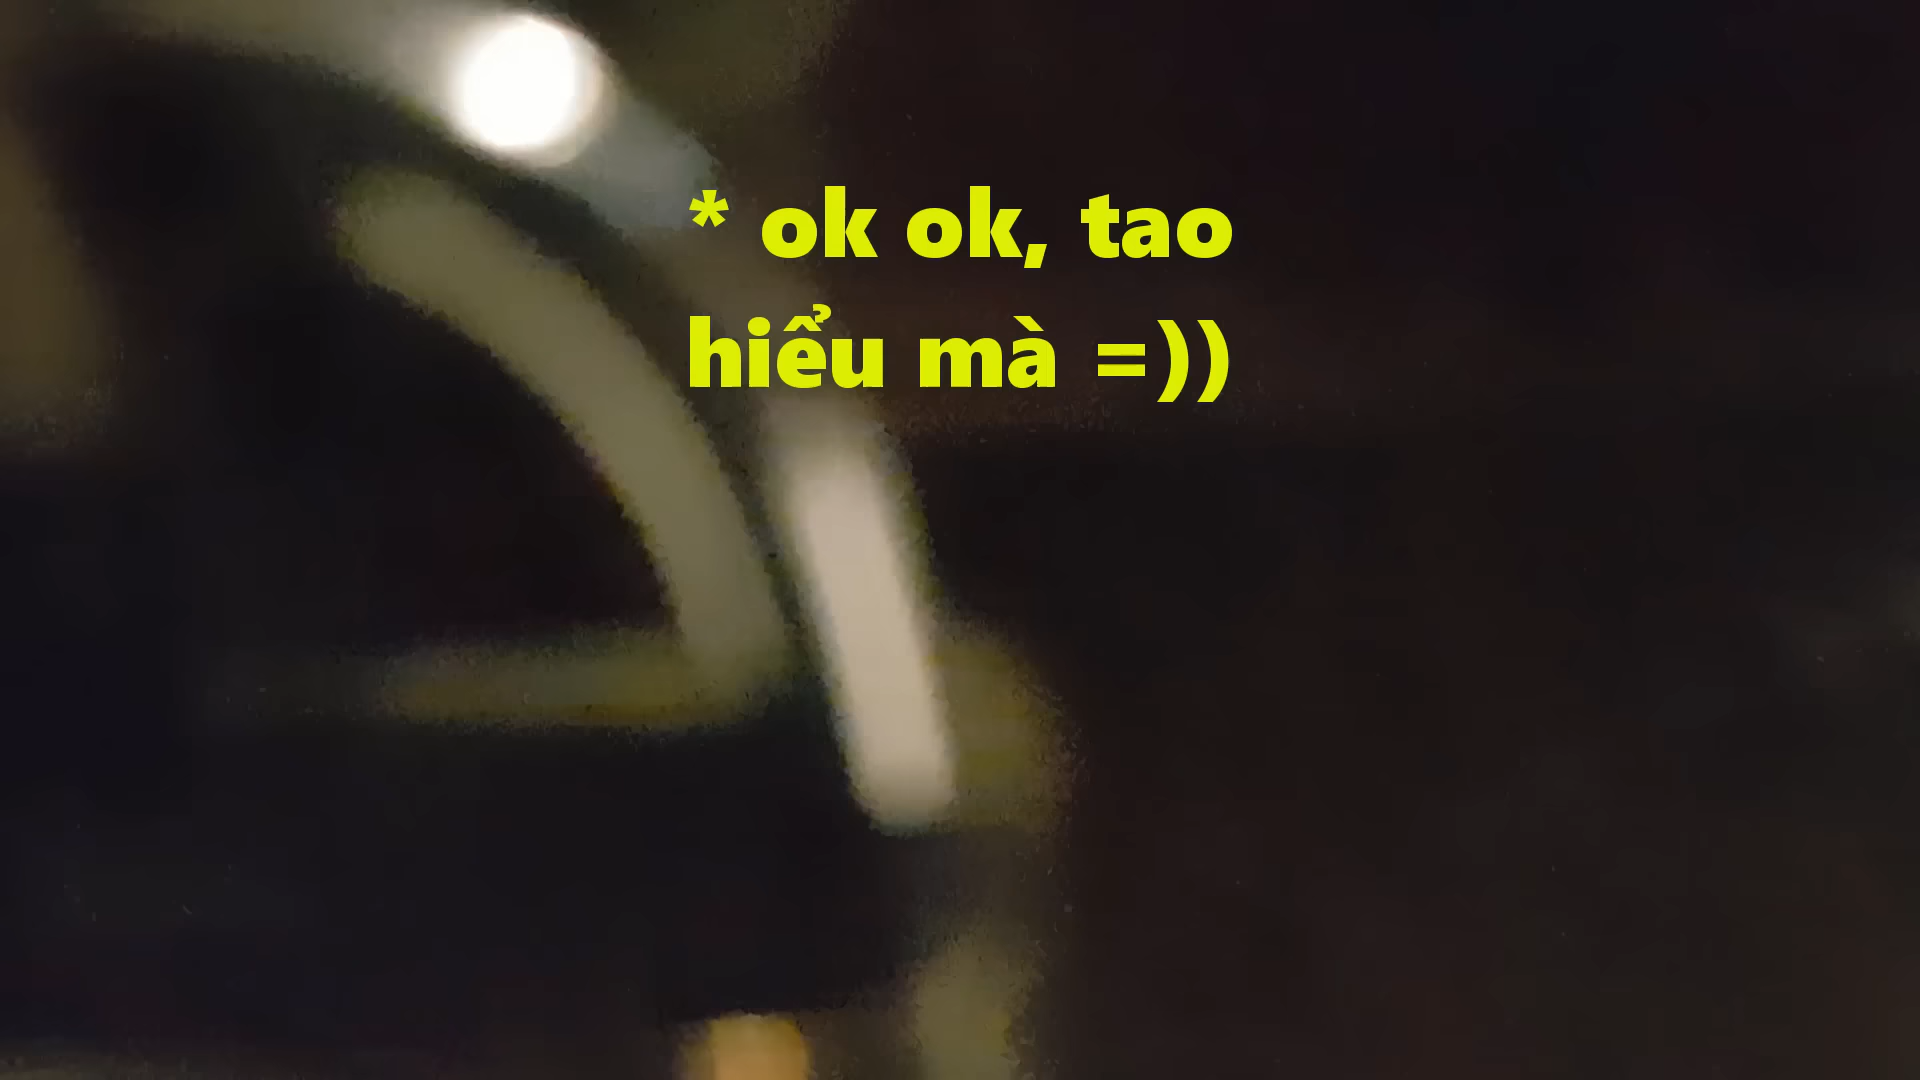 * ok ok, tao
hiểu mà =))